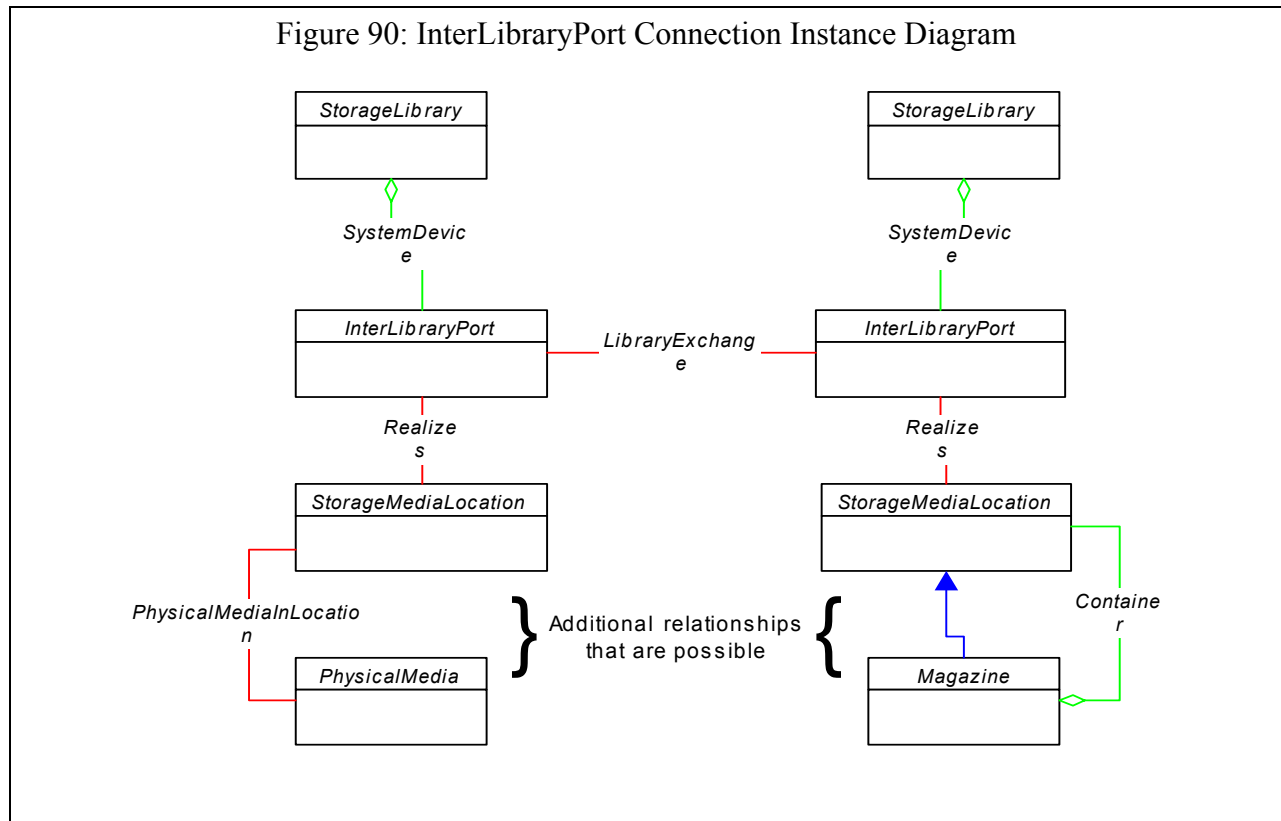 Figure 90: InterLibraryPort Connection Instance Diagram
StorageLibrary
StorageLibrary
SystemDevic
e
SystemDevic
e
InterLibraryPort
InterLibraryPort
LibraryExchang
e
Realize
s
Realize
s
StorageMediaLocation
StorageMediaLocation
PhysicalMediaInLocatio
n
} Additional relationships {
that are possible
Containe
r
PhysicalMedia
Magazine